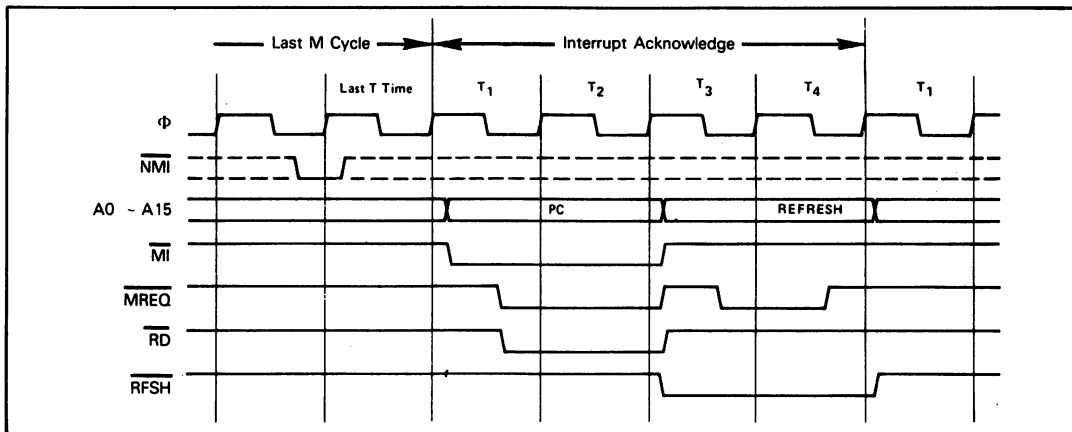 Last M Cycle Interrupt Acknowledge
Last T Time T1 T2 T3 T4 T1
Φ
NMI
A0 ~ A15 PC REFRESH
MI
MREQ
RD
RFSH